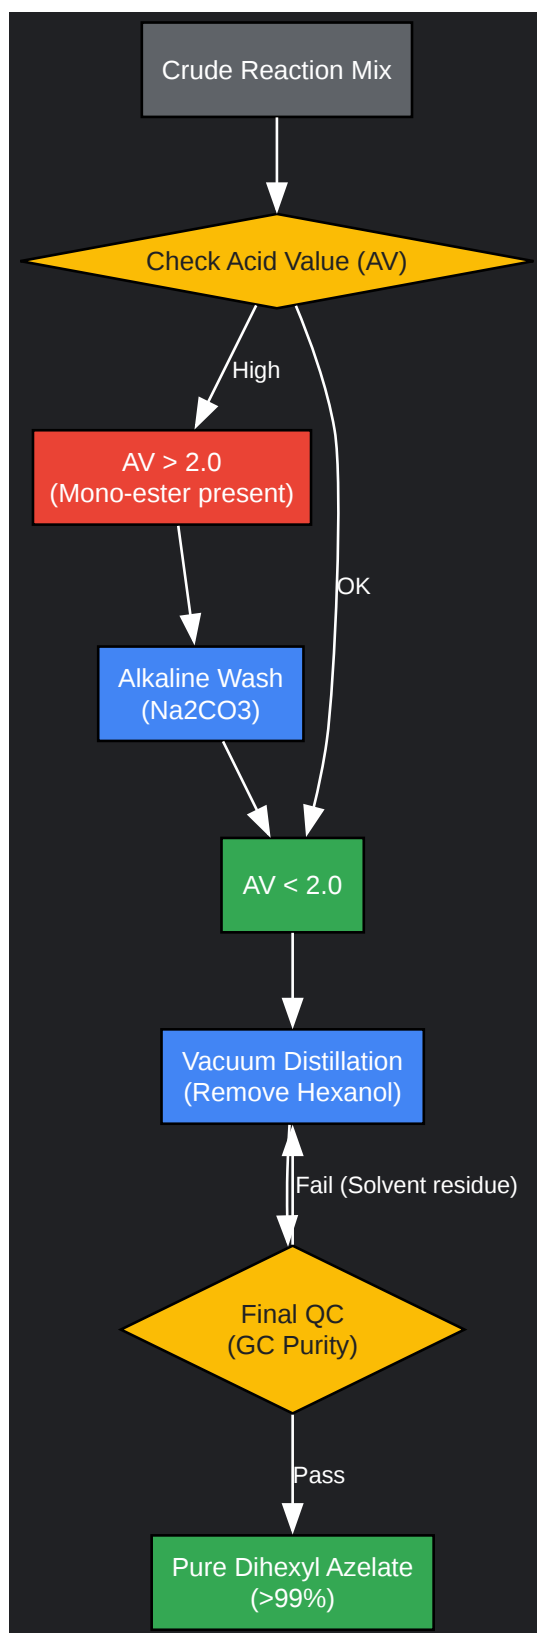 Crude Reaction Mix
Check Acid Value (AV)
High
AV > 2.0
(Mono-ester present)
OK
Alkaline Wash
(Na2CO3)
AV < 2.0
Vacuum Distillation
(Remove Hexanol)
Fail (Solvent residue)
Final QC
(GC Purity)
Pass
Pure Dihexyl Azelate
(>99%)